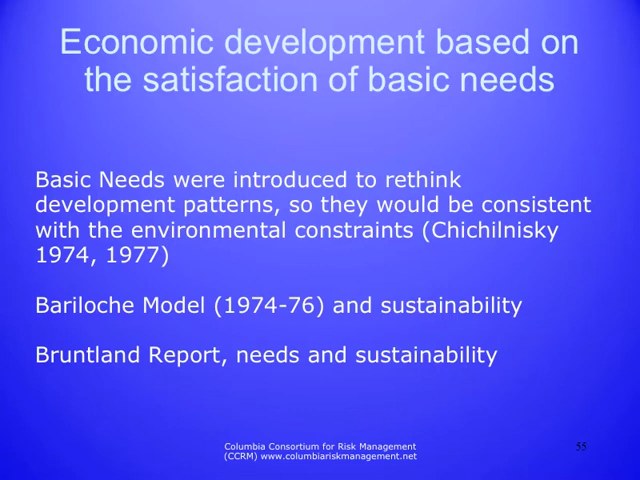 Economic development based on
the satisfaction of basic needs
Basic Needs were introduced to rethink
development patterns, so they would be consistent
with the environmental constraints (Chichilnisky
1974, 1977)
Bariloche Model (1974-76) and sustainability
Bruntland Report, needs and sustainability
Columbia Consortium for Risk Management
(CCRM) www.columbiariskmanagement.net
55